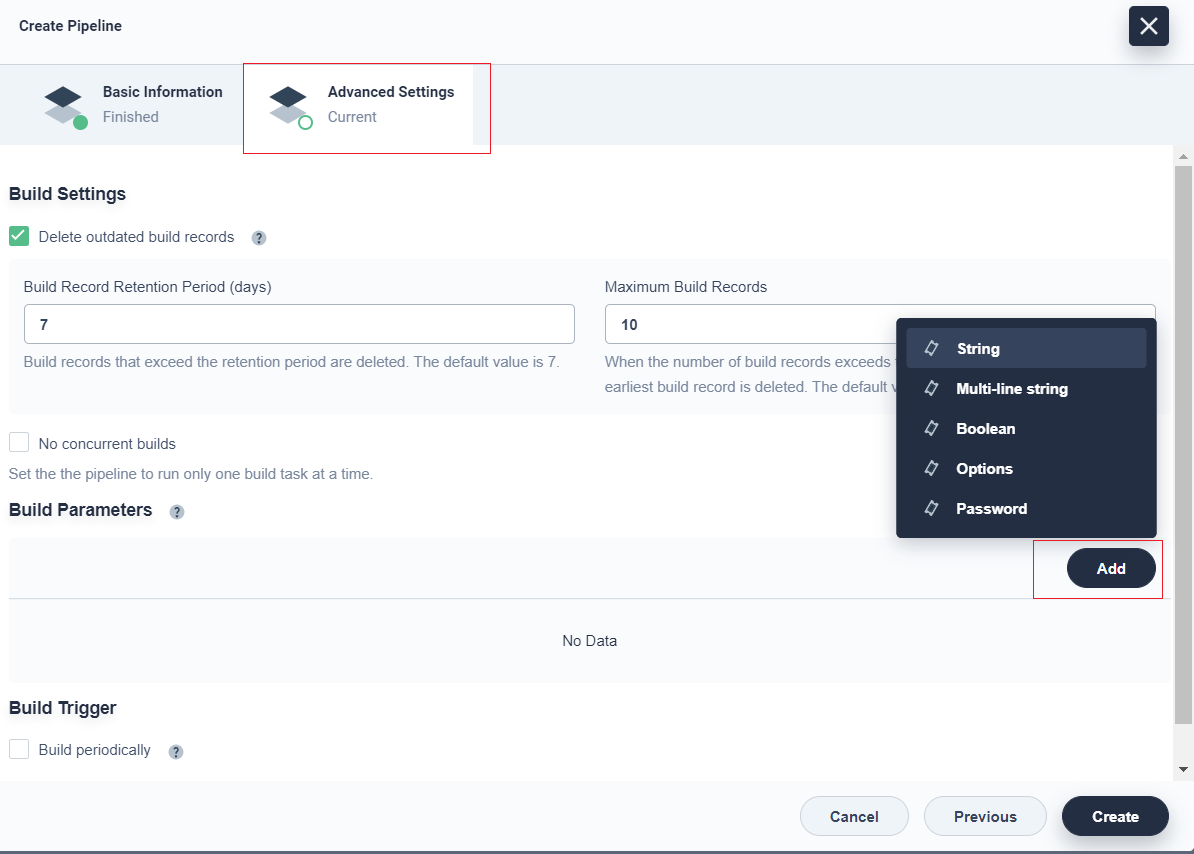 Create Pipeline
Basic Information
Finished
Advanced Settings
Current
Build Settings
Delete outdated build records ?
Build Record Retention Period (days)
7
Build records that exceed the retention period are deleted. The default value is 7.
Maximum Build Records
10
When the number of build records exceeds
earliest build record is deleted. The default
String
Multi-line string
Boolean
Options
Password
No concurrent builds
Set the the pipeline to run only one build task at a time.
Build Parameters ?
Add
No Data
Build Trigger
Build periodically ?
Cancel
Previous
Create